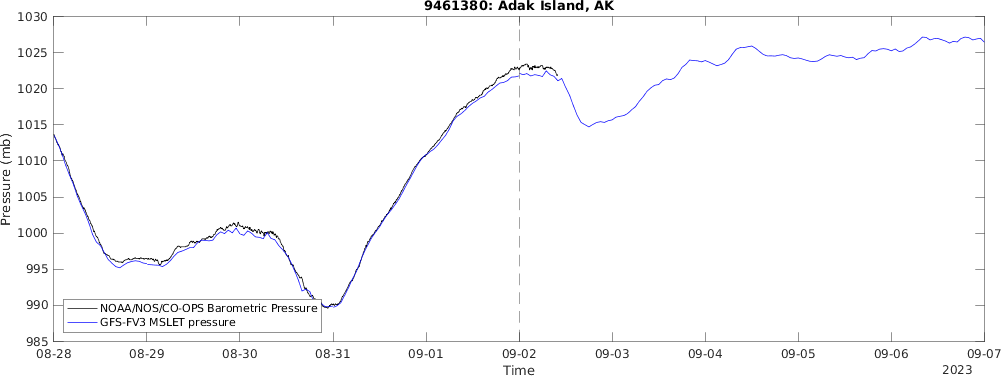 9461380: Adak Island, AK
1030
1025
1020
1015
1010
1005
1000
995
990
985
Pressure (mb)
NOAA/NOS/CO-OPS Barometric Pressure
GFS-FV3 MSLET pressure
08-28 08-29 08-30 08-31 09-01 09-02 09-03 09-04 09-05 09-06 09-07
Time
2023